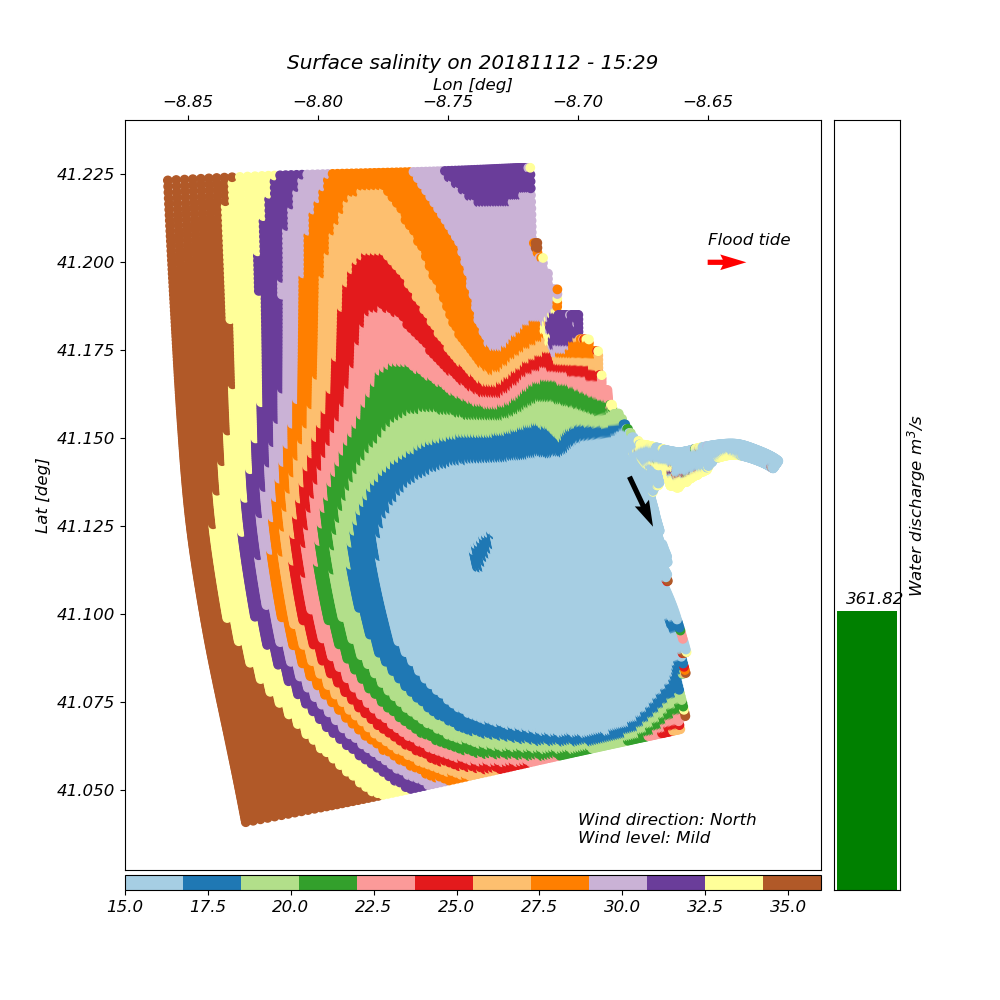 Surface salinity on 20181112 - 15:29
Lon [deg]
−8.85 −8.80 −8.75 −8.70 −8.65
41.225
41.200
41.175
41.150
41.125
41.100
41.075
41.050
Lat [deg]
Flood tide
Wind direction: North
Wind level: Mild
15.0 17.5 20.0 22.5 25.0 27.5 30.0 32.5 35.0
361.82
Water discharge m³/s